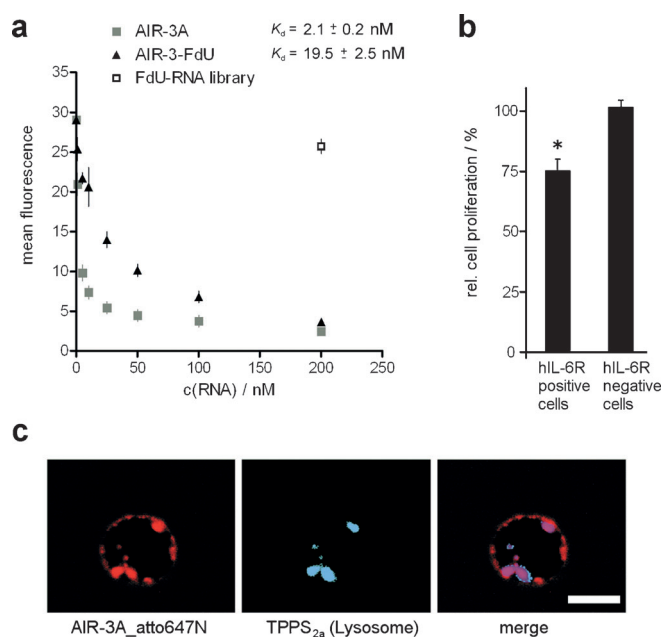 a
AIR-3A
AIR-3-FdU
FdU-RNA library
Kd = 2.1 ± 0.2 nM
Kd = 19.5 ± 2.5 nM
35
30
25
20
15
10
5
0
mean fluorescence
0
50
100
150
200
250
c(RNA) / nM
b
100
75
50
25
0
rel. cell proliferation / %
*
hIL-6R
positive
cells
hIL-6R
negative
cells
c
AIR-3A_atto647N
TPPS2a (Lysosome)
merge